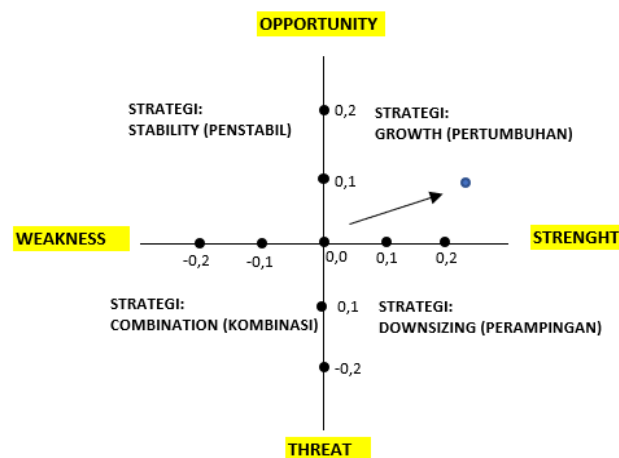 OPPORTUNITY
STRATEGI:
STABILITY (PENSTABIL)
0,2
STRATEGI:
GROWTH (PERTUMBUHAN)
0,1
WEAKNESS
STRENGHT
-0,2
-0,1
0,0
0,1
0,2
STRATEGI:
COMBINATION (KOMBINASI)
0,1
STRATEGI:
DOWNSIZING (PERAMPINGAN)
-0,2
THREAT